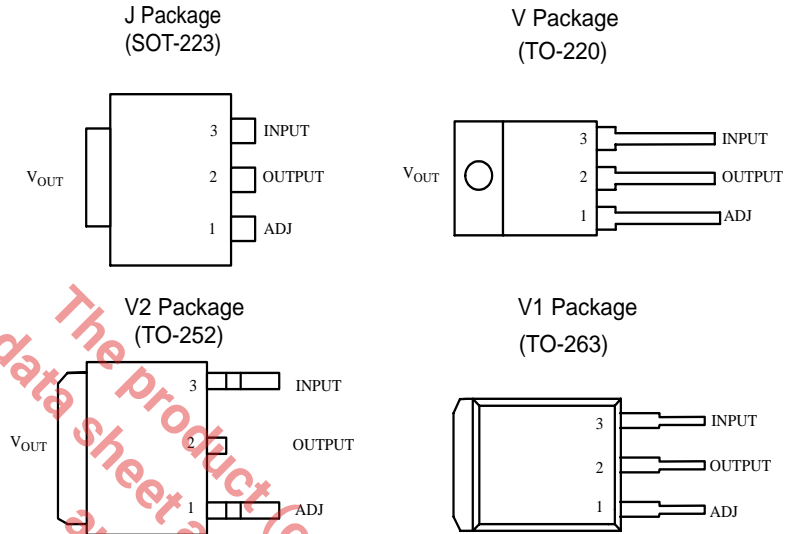 J Package
(SOT-223)
3 INPUT
V_OUT 2 OUTPUT
1 ADJ
V Package
(TO-220)
3 INPUT
V_OUT 2 OUTPUT
1 ADJ
V2 Package
(TO-252)
3 INPUT
V_OUT 2 OUTPUT
1 ADJ
V1 Package
(TO-263)
3 INPUT
2 OUTPUT
1 ADJ
The product (
data sheet a